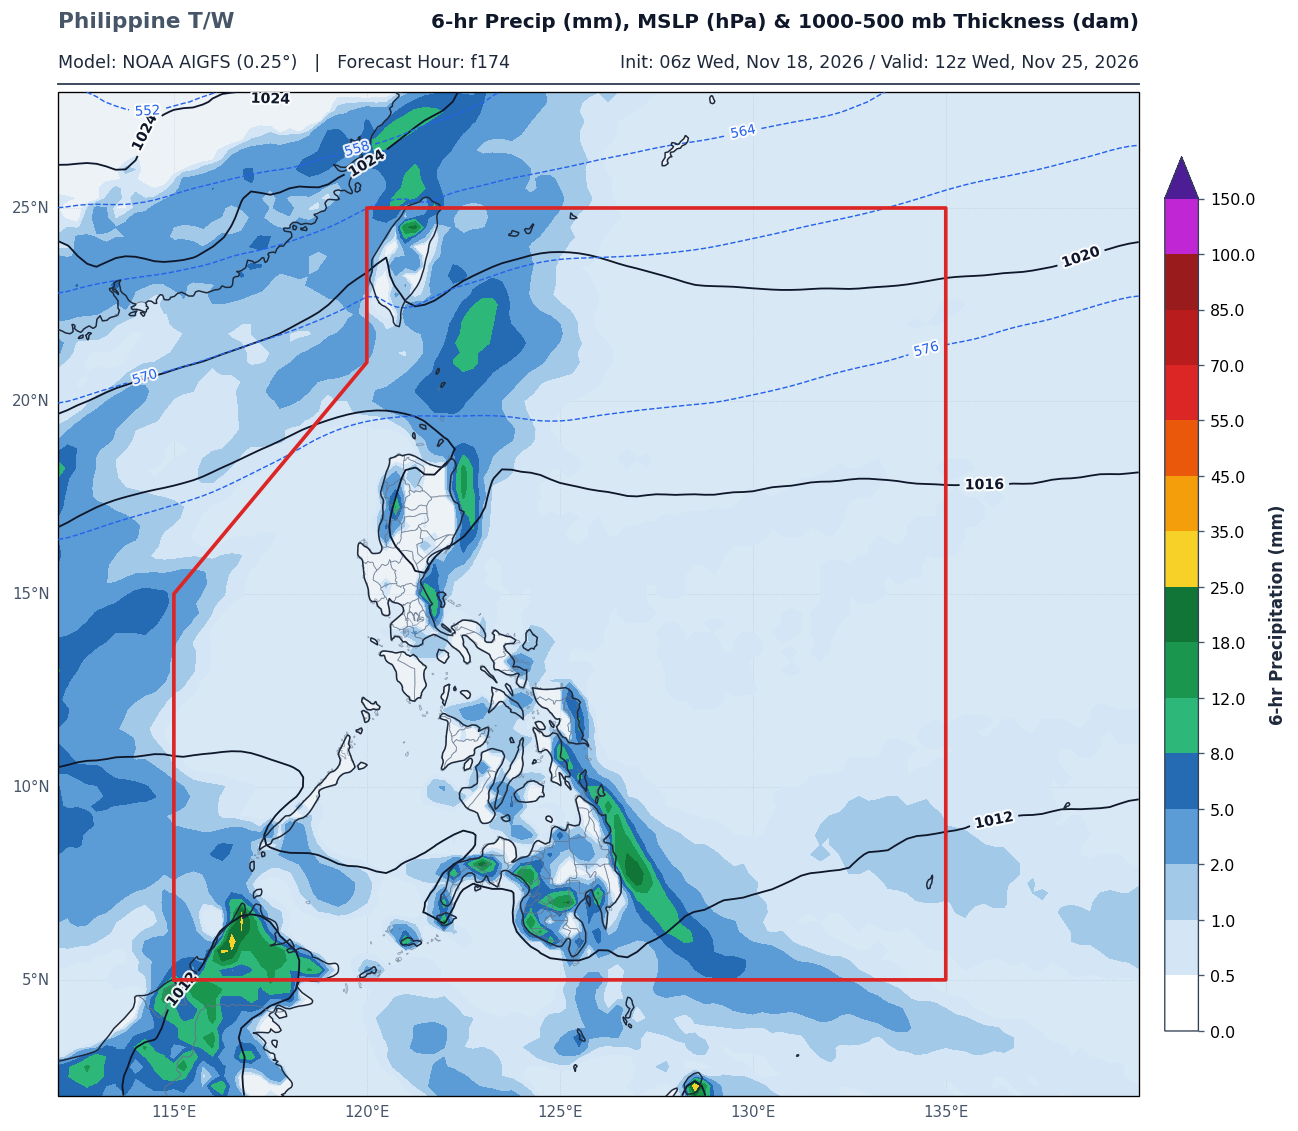 Philippine T/W
6-hr Precip (mm), MSLP (hPa) & 1000-500 mb Thickness (dam)
Model: NOAA AIGFS (0.25°) | Forecast Hour: f174
Init: 06z Wed, Nov 18, 2026 / Valid: 12z Wed, Nov 25, 2026
1024
552
1024
558
1024
564
1020
576
570
1016
1012
1012
25°N
20°N
15°N
10°N
5°N
115°E
120°E
125°E
130°E
135°E
150.0
100.0
85.0
70.0
55.0
45.0
35.0
25.0
18.0
12.0
8.0
5.0
2.0
1.0
0.5
0.0
6-hr Precipitation (mm)